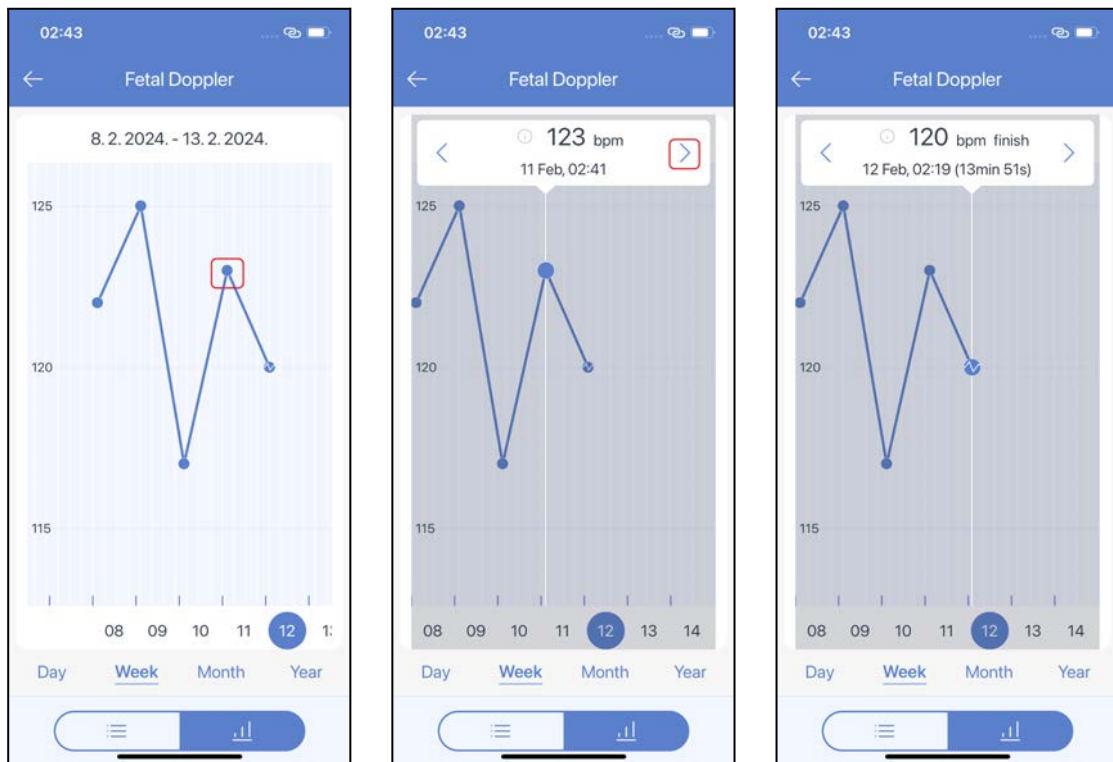 02:43
Fetal Doppler
8. 2. 2024. - 13. 2. 2024.
125
120
115
08 09 10 11 12
Day Week Month Year
02:43
Fetal Doppler
123 bpm
11 Feb, 02:41
125
120
115
08 09 10 11 12 13 14
Day Week Month Year
02:43
Fetal Doppler
120 bpm finish
12 Feb, 02:19 (13min 51s)
125
120
115
08 09 10 11 12 13 14
Day Week Month Year